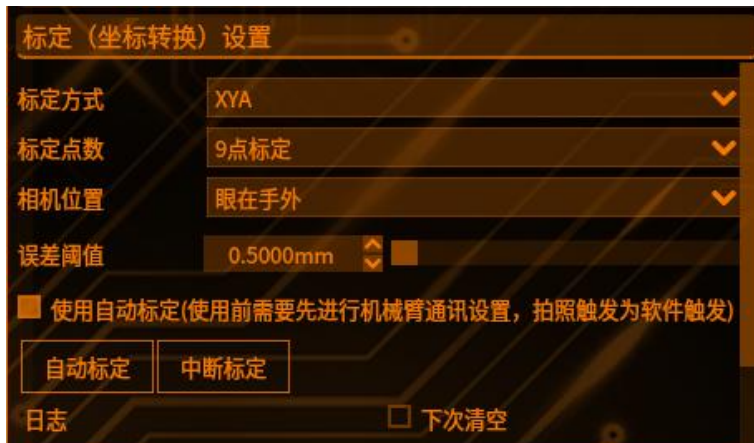 标定（坐标转换）设置
标定方式 XYA
标定点数 9点标定
相机位置 眼在手外
误差阈值 0.5000mm
使用自动标定(使用前需要先进行机械臂通讯设置，拍照触发为软件触发)
自动标定 中断标定
日志 下次清空